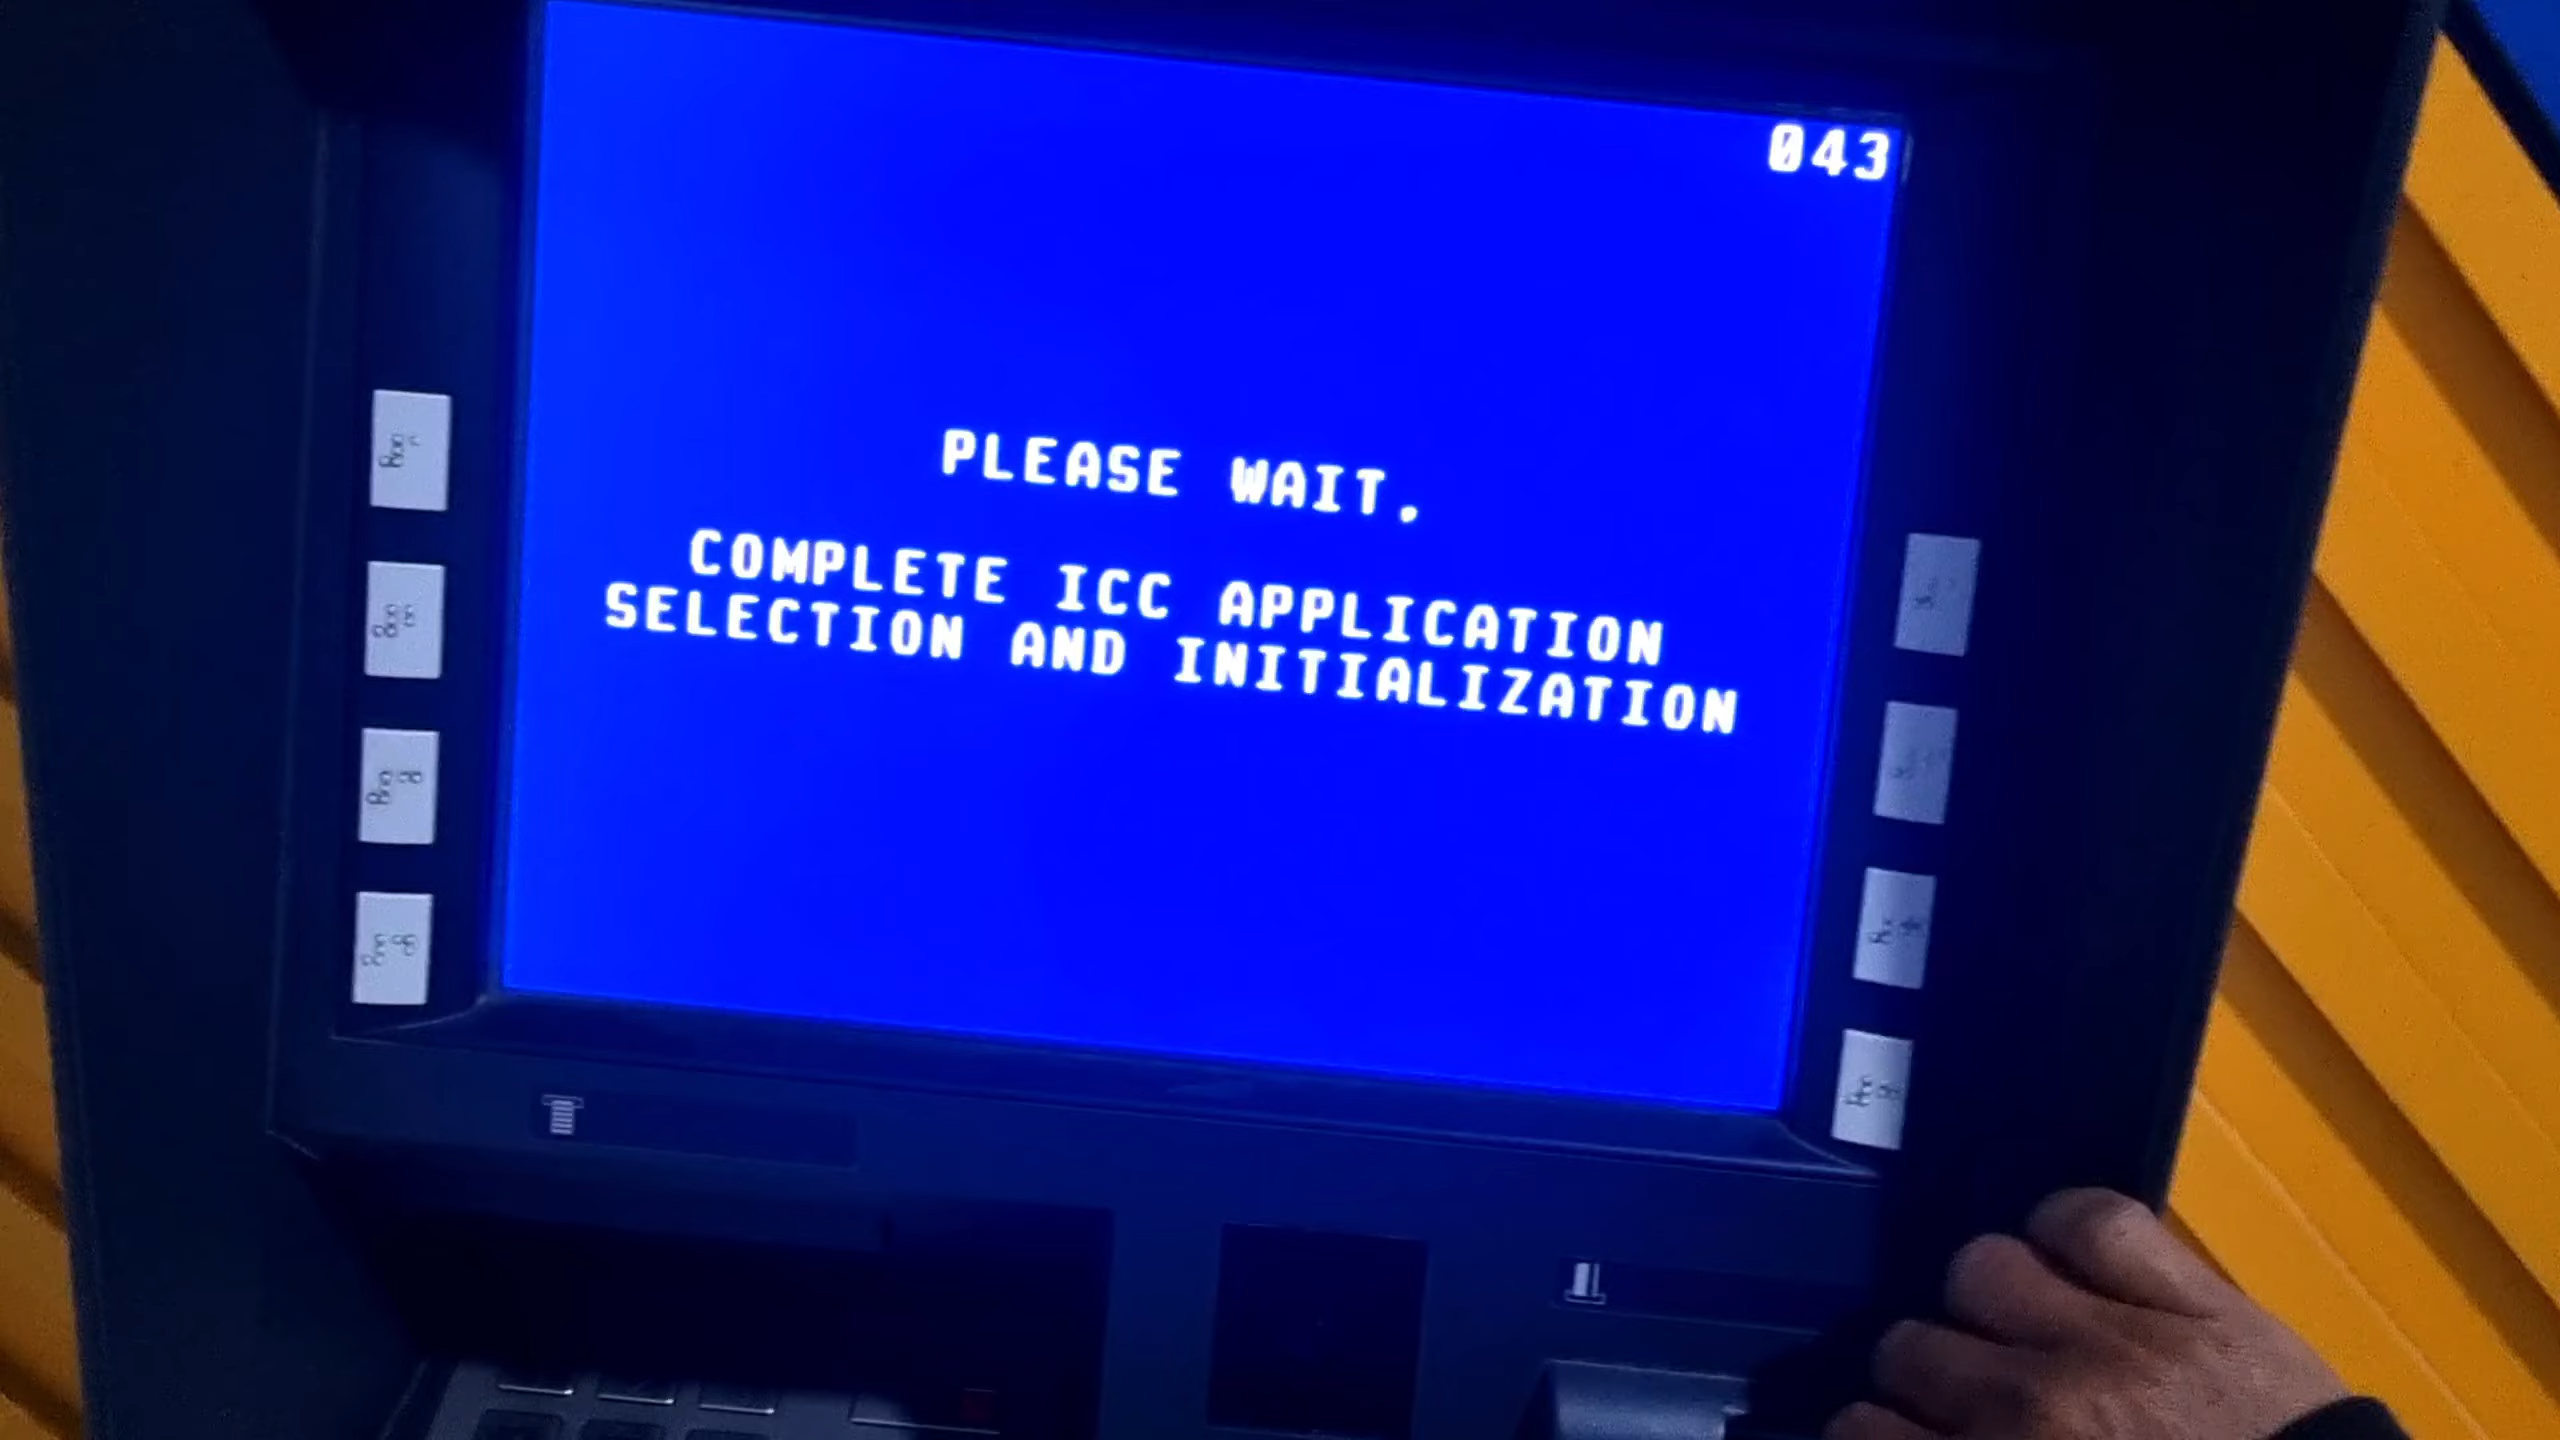 043
PLEASE WAIT.
COMPLETE ICC APPLICATION
SELECTION AND INITIALIZATION